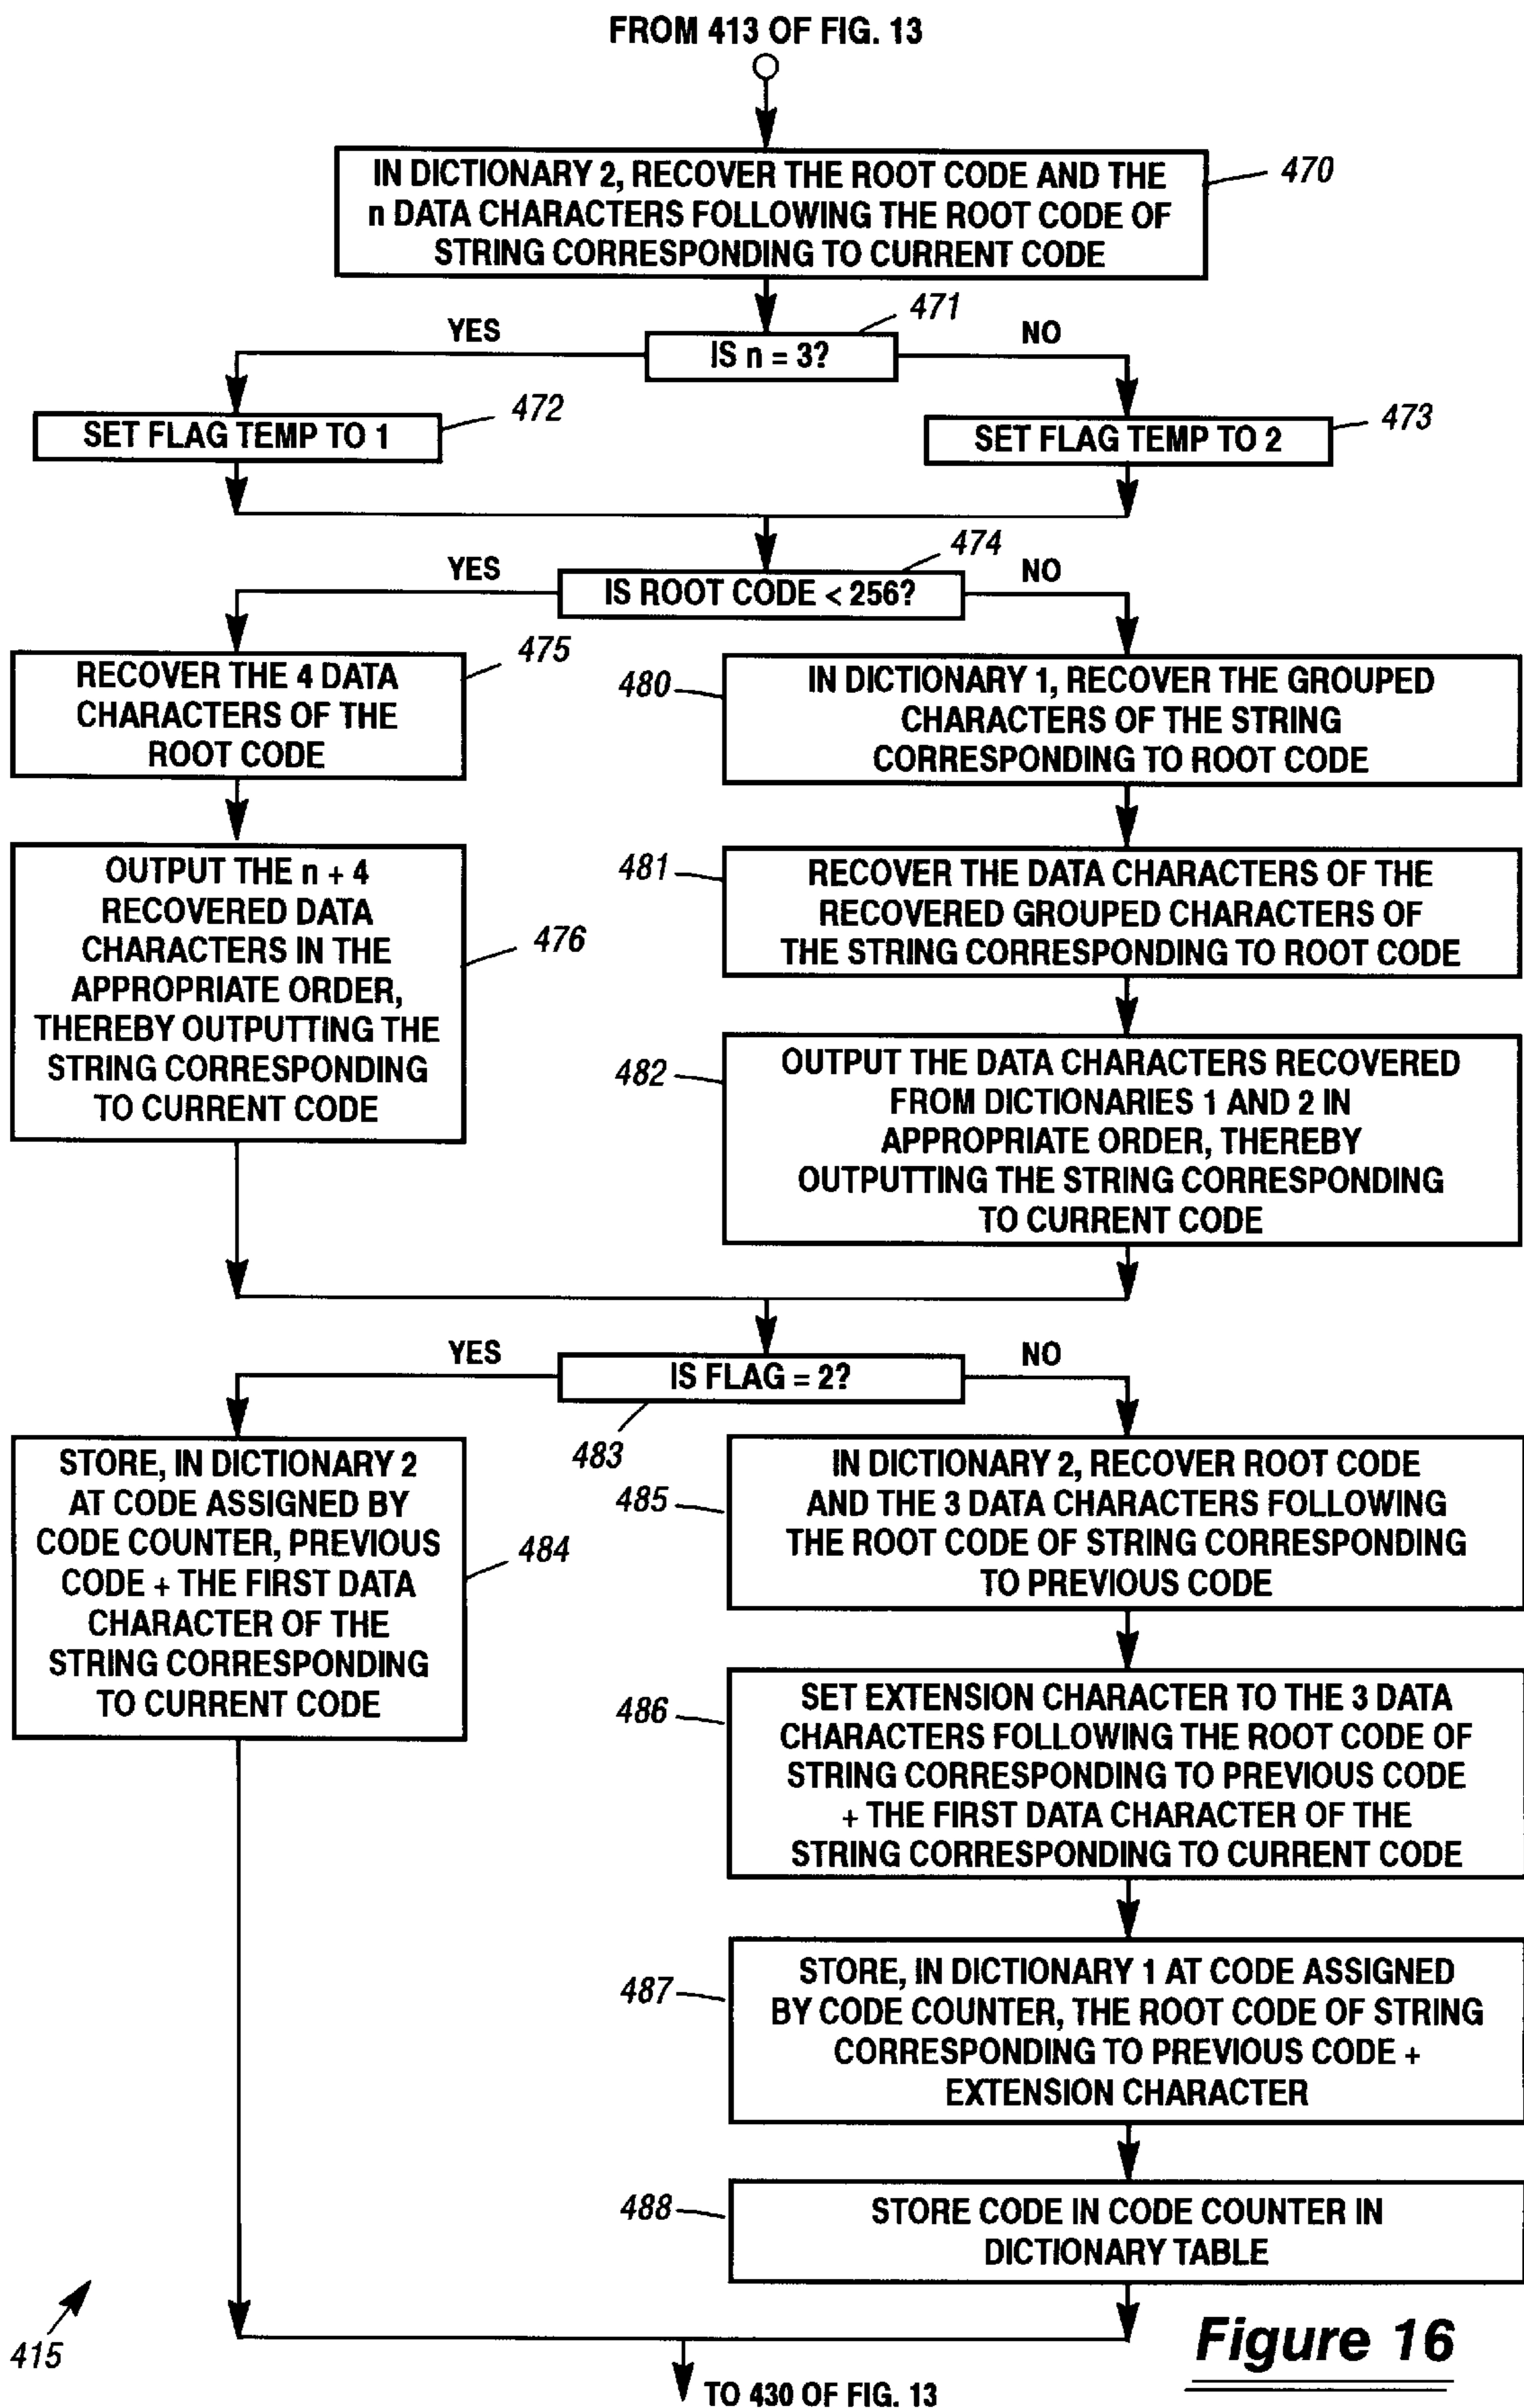 FROM 413 OF FIG. 13
IN DICTIONARY 2, RECOVER THE ROOT CODE AND THE
n DATA CHARACTERS FOLLOWING THE ROOT CODE OF
STRING CORRESPONDING TO CURRENT CODE
470
471
YES
IS n = 3?
NO
472
SET FLAG TEMP TO 1
473
SET FLAG TEMP TO 2
474
YES
IS ROOT CODE < 256?
NO
475
RECOVER THE 4 DATA
CHARACTERS OF THE
ROOT CODE
480
IN DICTIONARY 1, RECOVER THE GROUPED
CHARACTERS OF THE STRING
CORRESPONDING TO ROOT CODE
OUTPUT THE n + 4
RECOVERED DATA
CHARACTERS IN THE
APPROPRIATE ORDER,
THEREBY OUTPUTTING THE
STRING CORRESPONDING
TO CURRENT CODE
476
481
RECOVER THE DATA CHARACTERS OF THE
RECOVERED GROUPED CHARACTERS OF
THE STRING CORRESPONDING TO ROOT CODE
482
OUTPUT THE DATA CHARACTERS RECOVERED
FROM DICTIONARIES 1 AND 2 IN
APPROPRIATE ORDER, THEREBY
OUTPUTTING THE STRING CORRESPONDING
TO CURRENT CODE
YES
IS FLAG = 2?
NO
483
STORE, IN DICTIONARY 2
AT CODE ASSIGNED BY
CODE COUNTER, PREVIOUS
CODE + THE FIRST DATA
CHARACTER OF THE
STRING CORRESPONDING
TO CURRENT CODE
484
485
IN DICTIONARY 2, RECOVER ROOT CODE
AND THE 3 DATA CHARACTERS FOLLOWING
THE ROOT CODE OF STRING CORRESPONDING
TO PREVIOUS CODE
486
SET EXTENSION CHARACTER TO THE 3 DATA
CHARACTERS FOLLOWING THE ROOT CODE OF
STRING CORRESPONDING TO PREVIOUS CODE
+ THE FIRST DATA CHARACTER OF THE
STRING CORRESPONDING TO CURRENT CODE
487
STORE, IN DICTIONARY 1 AT CODE ASSIGNED
BY CODE COUNTER, THE ROOT CODE OF STRING
CORRESPONDING TO PREVIOUS CODE +
EXTENSION CHARACTER
488
STORE CODE IN CODE COUNTER IN
DICTIONARY TABLE
415
Figure 16
TO 430 OF FIG. 13